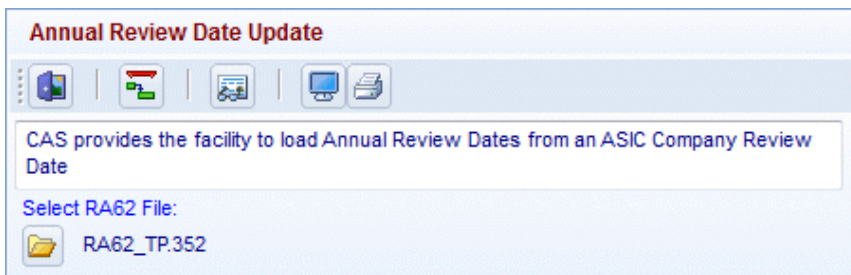 Annual Review Date Update
CAS provides the facility to load Annual Review Dates from an ASIC Company Review
Date
Select RA62 File:
RA62_TP.352